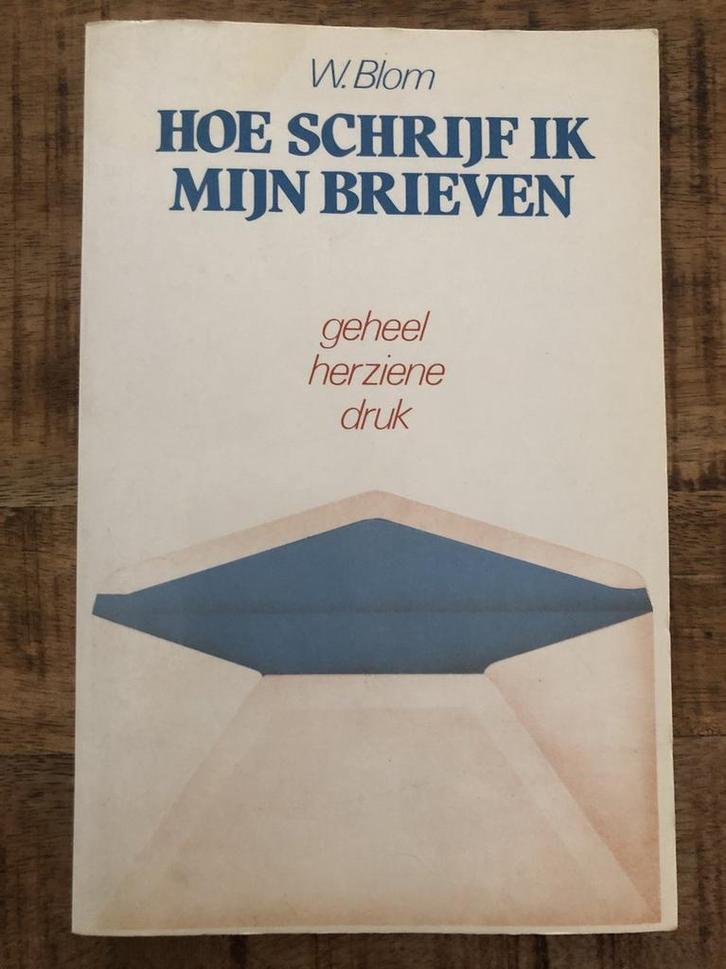 W. Blom
HOE SCHRIJF IK
MIJN BRIEVEN
geheel
herziene
druk